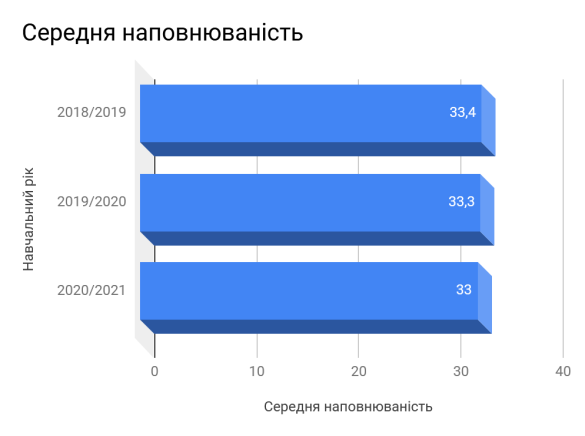 Середня наповнюваність
2018/2019
33,4
2019/2020
33,3
2020/2021
33
Навчальний рік
0 10 20 30 40
Середня наповнюваність